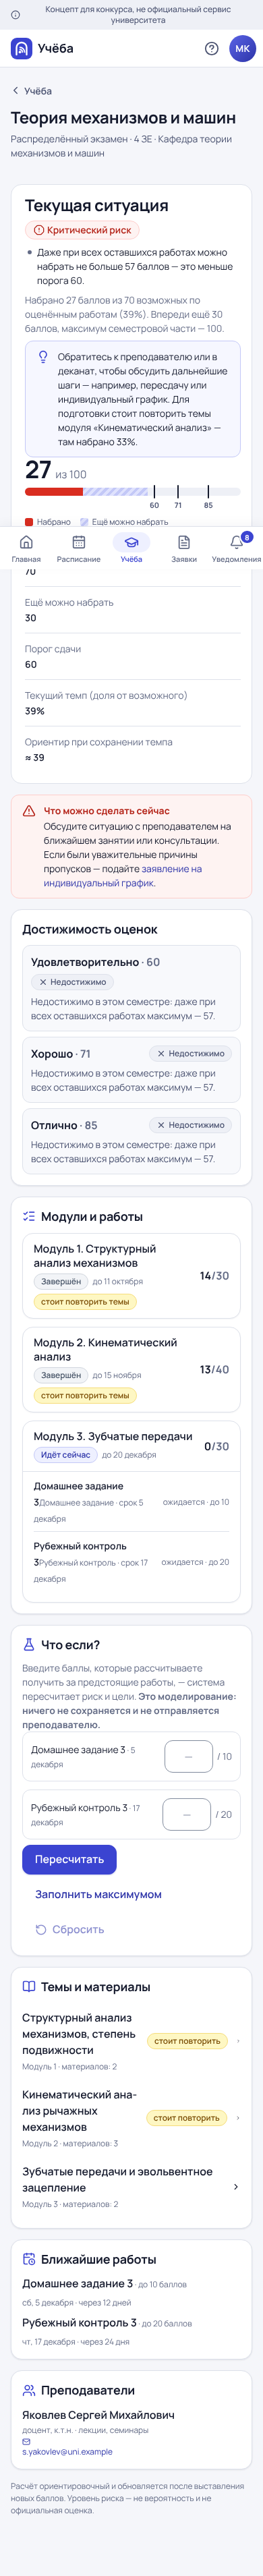 Концепт для конкурса, не официальный сервис
университета
Учёба
МК
Учёба
Теория механизмов и машин
Распределённый экзамен · 4 ЗЕ · Кафедра теории
механизмов и машин
Текущая ситуация
Критический риск
Даже при всех оставшихся работах можно
набрать не больше 57 баллов — это меньше
порога 60.
Набрано 27 баллов из 70 возможных по
оценённым работам (39%). Впереди ещё 30
баллов, максимум семестровой части — 100.
Обратитесь к преподавателю или в
деканат, чтобы обсудить дальнейшие
шаги — например, пересдачу или
индивидуальный график. Для
подготовки стоит повторить темы
модуля «Кинематический анализ» —
там набрано 33%.
27 из 100
60 71 85
Набрано Ещё можно набрать
Главная Расписание Учёба Заявки Уведомления 8
70
Ещё можно набрать
30
Порог сдачи
60
Текущий темп (доля от возможного)
39%
Ориентир при сохранении темпа
≈ 39
Что можно сделать сейчас
Обсудите ситуацию с преподавателем на
ближайшем занятии или консультации.
Если были уважительные причины
пропусков — подайте заявление на
индивидуальный график.
Достижимость оценок
Удовлетворительно · 60
Недостижимо
Недостижимо в этом семестре: даже при
всех оставшихся работах максимум — 57.
Хорошо · 71 Недостижимо
Недостижимо в этом семестре: даже при
всех оставшихся работах максимум — 57.
Отлично · 85 Недостижимо
Недостижимо в этом семестре: даже при
всех оставшихся работах максимум — 57.
Модули и работы
Модуль 1. Структурный
анализ механизмов
Завершён до 11 октября
стоит повторить темы
14/30
Модуль 2. Кинематический
анализ
Завершён до 15 ноября
стоит повторить темы
13/40
Модуль 3. Зубчатые передачи
Идёт сейчас до 20 декабря
0/30
Домашнее задание
3Домашнее задание · срок 5
декабря
ожидается · до 10
Рубежный контроль
3Рубежный контроль · срок 17
декабря
ожидается · до 20
Что если?
Введите баллы, которые рассчитываете
получить за предстоящие работы, — система
пересчитает риск и цели. Это моделирование:
ничего не сохраняется и не отправляется
преподавателю.
Домашнее задание 3 · 5
декабря
— / 10
Рубежный контроль 3 · 17
декабря
— / 20
Пересчитать
Заполнить максимумом
Сбросить
Темы и материалы
Структурный анализ
механизмов, степень
подвижности
Модуль 1 · материалов: 2
стоит повторить
Кинематический ана-
лиз рычажных
механизмов
Модуль 2 · материалов: 3
стоит повторить
Зубчатые передачи и эвольвентное
зацепление
Модуль 3 · материалов: 2
Ближайшие работы
Домашнее задание 3 · до 10 баллов
сб, 5 декабря · через 12 дней
Рубежный контроль 3 · до 20 баллов
чт, 17 декабря · через 24 дня
Преподаватели
Яковлев Сергей Михайлович
доцент, к.т.н. · лекции, семинары
s.yakovlev@uni.example
Расчёт ориентировочный и обновляется после выставления
новых баллов. Уровень риска — не вероятность и не
официальная оценка.